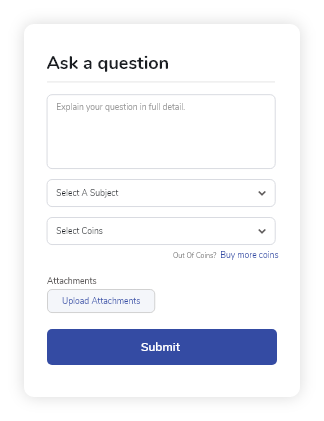 Ask a question
Explain your question in full detail.
Select A Subject
Select Coins
Out Of Coins? Buy more coins
Attachments
Upload Attachments
Submit